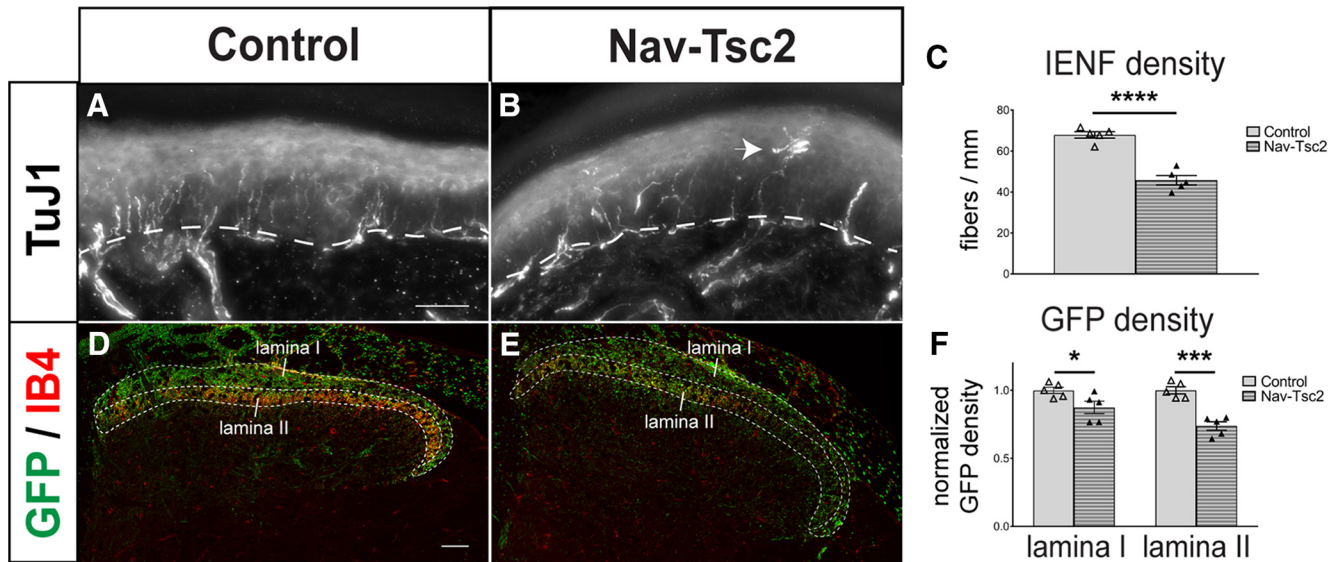 Control
Nav-Tsc2
TuJ1
A
B
C
IENF density
****
80
60
40
20
0
fibers / mm
Control
Nav-Tsc2
GFP / IB4
D
lamina I
lamina II
E
lamina I
lamina II
F
GFP density
*
***
1.0
0.5
0.0
normalized
GFP density
Control
Nav-Tsc2
lamina I
lamina II